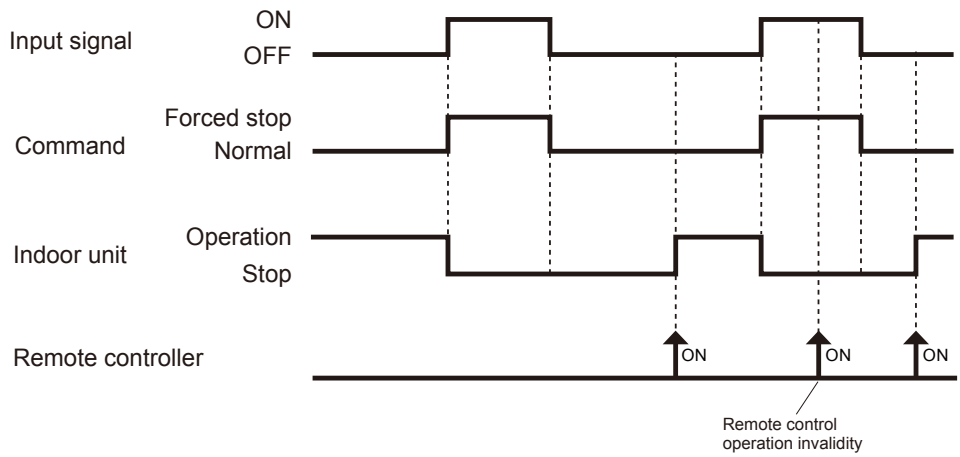 ON
Input signal
OFF
Forced stop
Command
Normal
Operation
Indoor unit
Stop
Remote controller
ON
ON
ON
Remote control
operation invalidity